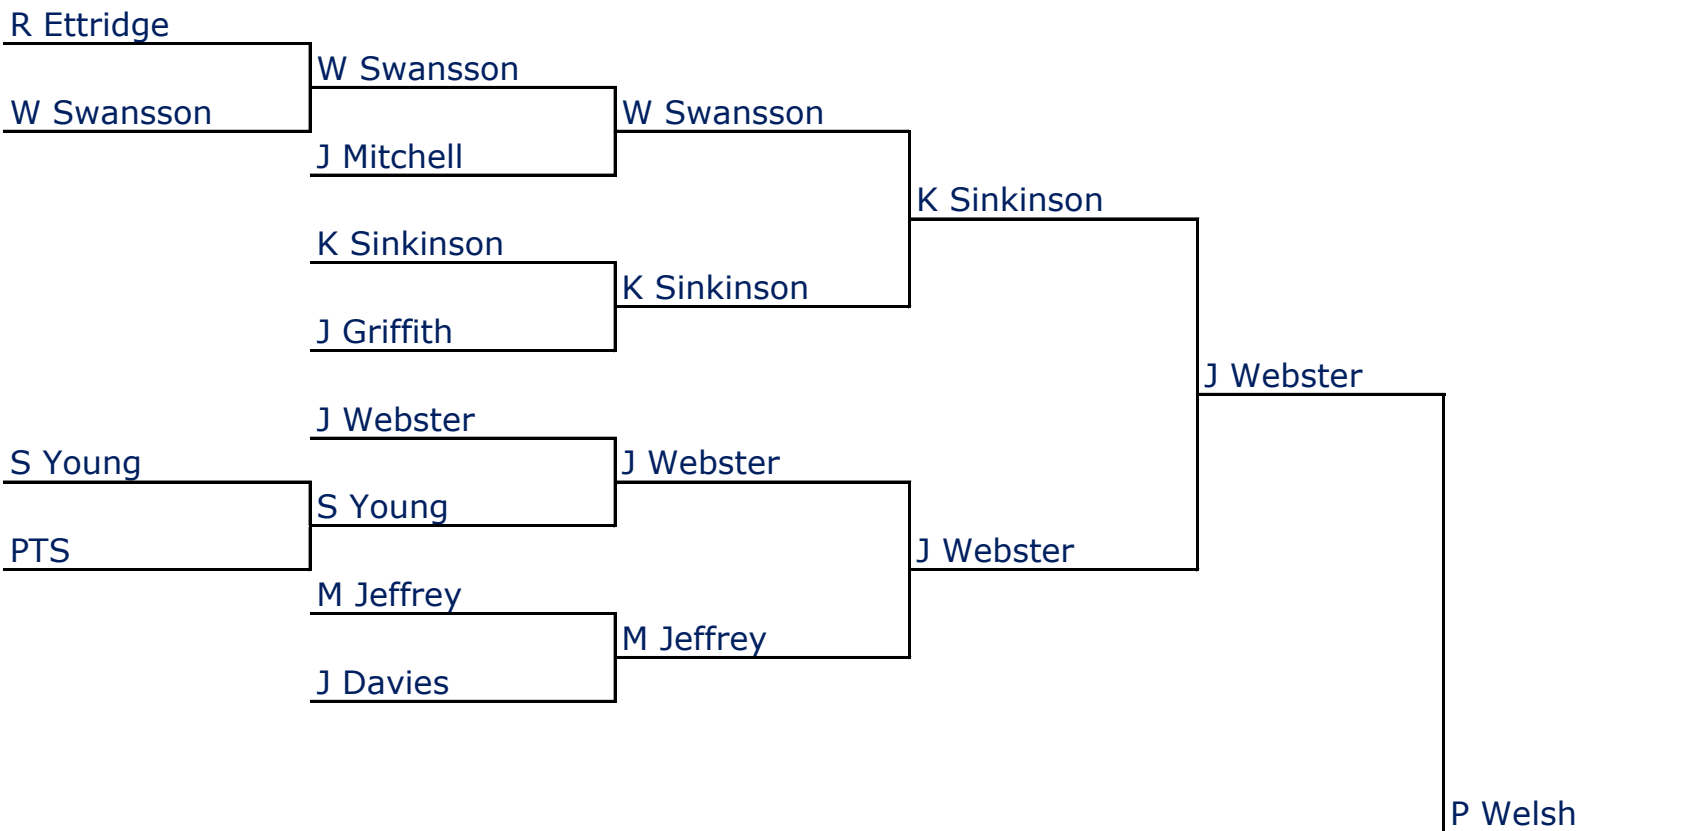 R Ettridge
W Swansson
W Swansson
W Swansson
J Mitchell
K Sinkinson
K Sinkinson
K Sinkinson
J Griffith
J Webster
J Webster
S Young
J Webster
S Young
PTS
J Webster
M Jeffrey
M Jeffrey
J Davies
P Welsh